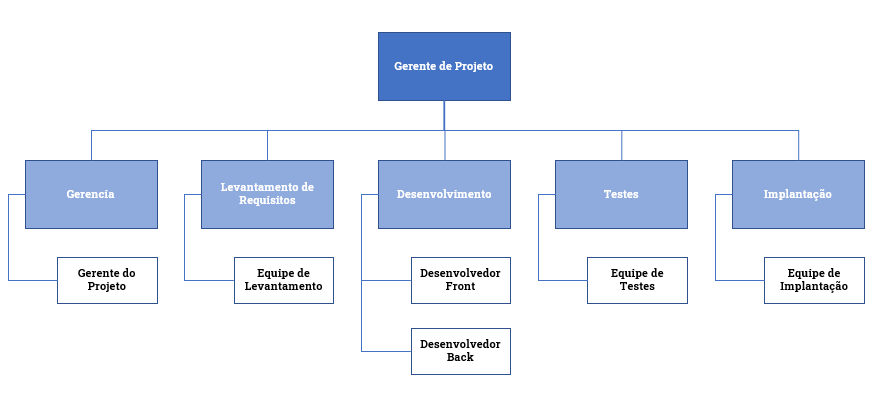 Gerente de Projeto
Gerencia
Levantamento de
Requisitos
Desenvolvimento
Testes
Implantação
Gerente do
Projeto
Equipe de
Levantamento
Desenvolvedor
Front
Equipe de
Testes
Equipe de
Implantação
Desenvolvedor
Back